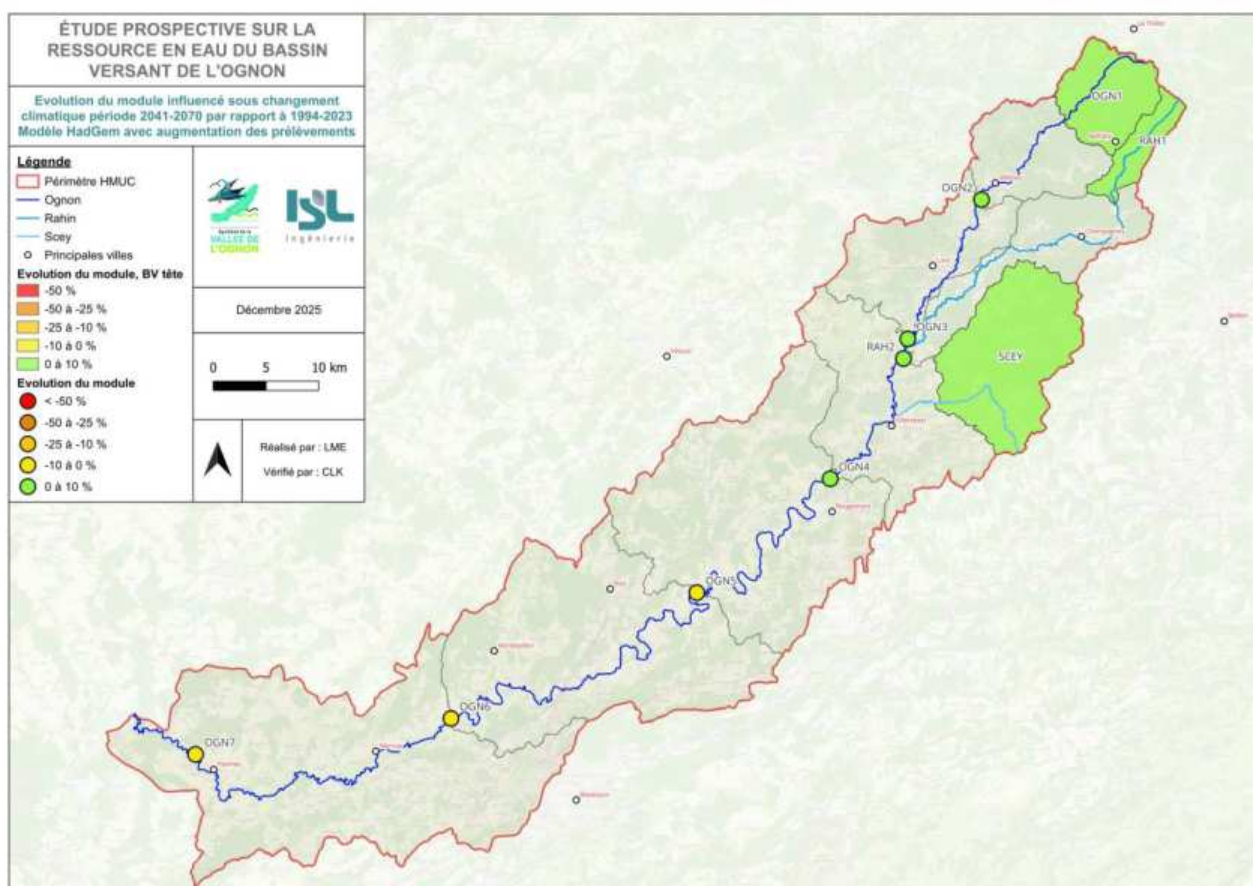 ÉTUDE PROSPECTIVE SUR LA
RESSOURCE EN EAU DU BASSIN
VERSANT DE L'OGNON
Evolution du module influencé sous changement
climatique période 2041-2070 par rapport à 1994-2023
Modèle HadGem avec augmentation des prélèvements
Légende
Périmètre HMUC
Ognon
Rahin
Scey
Principales villes
Evolution du module, BV tête
-50 %
-50 à -25 %
-25 à -10 %
-10 à 0 %
0 à 10 %
Evolution du module
< -50 %
-50 à -25 %
-25 à -10 %
-10 à 0 %
0 à 10 %
VALLÉE DE
L'OGNON
ISL
Ingénierie
Décembre 2025
0 5 10 km
Réalisé par : LME
Vérifié par : CLK
OGN1
RAH1
OGN2
OGN3
RAH2
SCEY
OGN4
OGN5
OGN6
OGN7